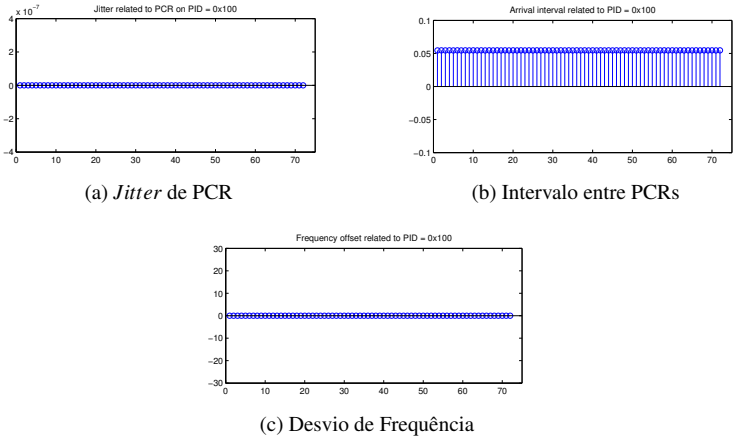 Jitter related to PCR on PID = 0x100
x 10⁻⁷
4
2
0
−2
−4
0 10 20 30 40 50 60 70
(a) Jitter de PCR
Arrival interval related to PID = 0x100
0.1
0.05
0
−0.05
−0.1
0 10 20 30 40 50 60 70
(b) Intervalo entre PCRs
Frequency offset related to PID = 0x100
30
20
10
0
−10
−20
−30
0 10 20 30 40 50 60 70
(c) Desvio de Frequência